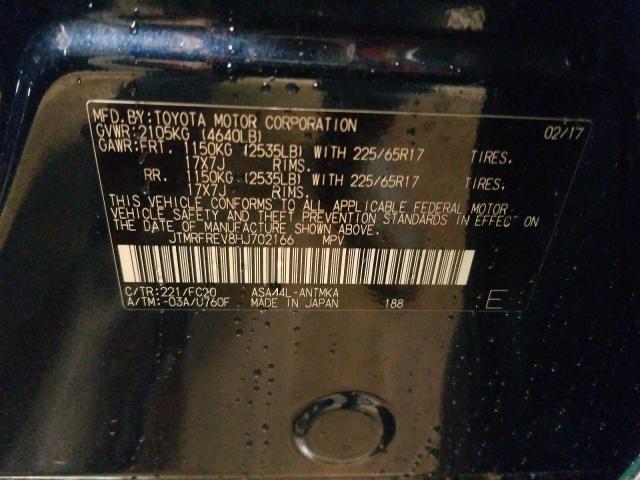 MFD.BY:TOYOTA MOTOR CORPORATION 02/17
GVWR:2105KG (4640LB)
GAWR:FRT. 1150KG (2535LB) WITH 225/65R17 TIRES.
17X7J RIMS.
RR. 1150KG (2535LB) WITH 225/65R17 TIRES.
17X7J RIMS.
THIS VEHICLE CONFORMS TO ALL APPLICABLE FEDERAL MOTOR
VEHICLE SAFETY AND THEFT PREVENTION STANDARDS IN EFFECT ON
THE DATE OF MANUFACTURE SHOWN ABOVE.
JTMRFREV8HJ702166 MPV
C/TR:221/FC20 ASA44L-ANTMKA
A/TM:-03A/U760F MADE IN JAPAN 188 E